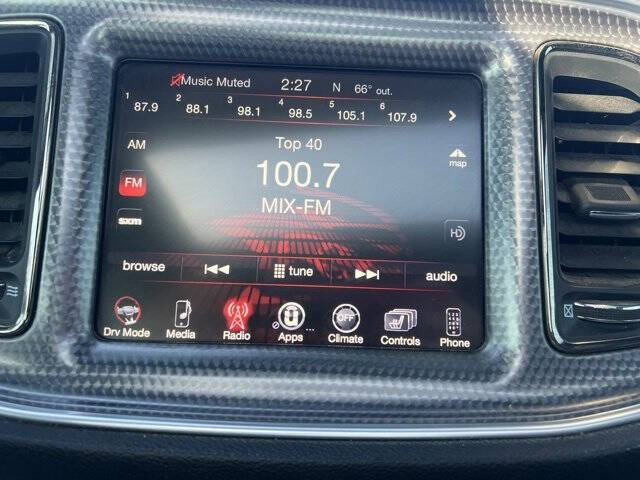 Music Muted 2:27 N 66° out.
1 87.9 2 88.1 3 98.1 4 98.5 5 105.1 6 107.9
AM Top 40
100.7 map
FM MIX-FM
sxm HD
browse tune audio
OFF
Drv Mode Media Radio Apps ... Climate Controls Phone